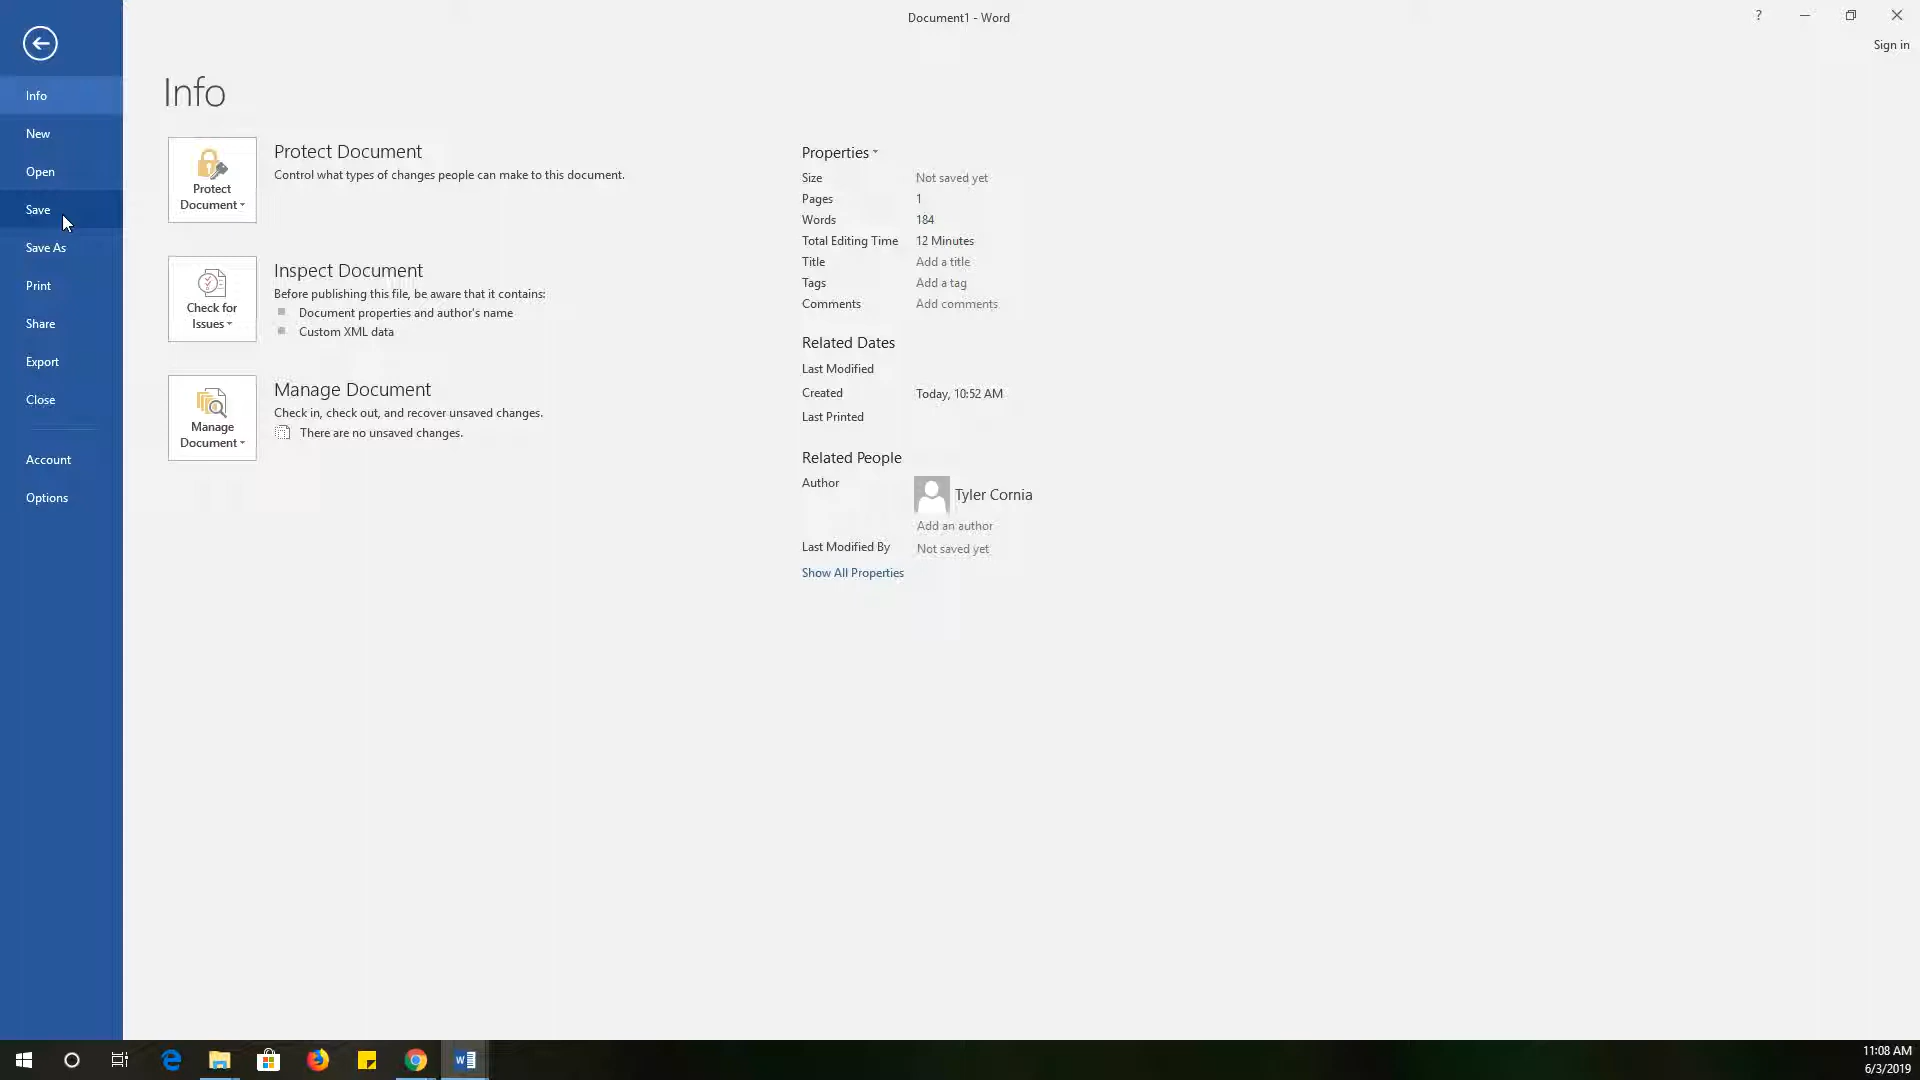 Document1 - Word
?
Sign in
Info
New
Open
Save
Save As
Print
Share
Export
Close
Account
Options
Info
Protect
Document
Protect Document
Control what types of changes people can make to this document.
Check for
Issues
Inspect Document
Before publishing this file, be aware that it contains:
Document properties and author's name
Custom XML data
Manage
Document
Manage Document
Check in, check out, and recover unsaved changes.
There are no unsaved changes.
Properties
Size Not saved yet
Pages 1
Words 184
Total Editing Time 12 Minutes
Title Add a title
Tags Add a tag
Comments Add comments
Related Dates
Last Modified
Created Today, 10:52 AM
Last Printed
Related People
Author Tyler Cornia
Add an author
Last Modified By Not saved yet
Show All Properties
11:08 AM
6/3/2019